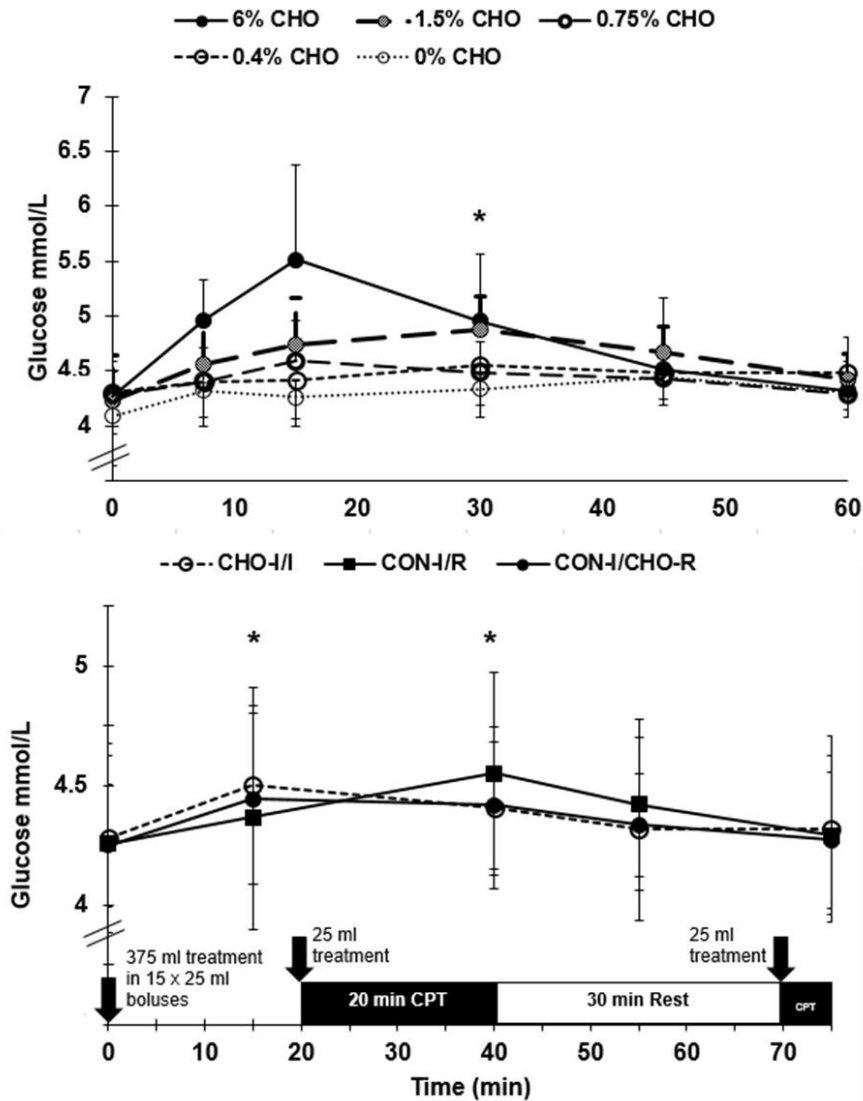 6% CHO 1.5% CHO 0.75% CHO
0.4% CHO 0% CHO
7
6.5
6
*
5.5
5
4.5
4
Glucose mmol/L
0 10 20 30 40 50 60
CHO-I/I CON-I/R CON-I/CHO-R
* *
5
4.5
4
Glucose mmol/L
375 ml treatment
in 15 x 25 ml
boluses
25 ml
treatment
25 ml
treatment
20 min CPT 30 min Rest CPT
0 10 20 30 40 50 60 70
Time (min)